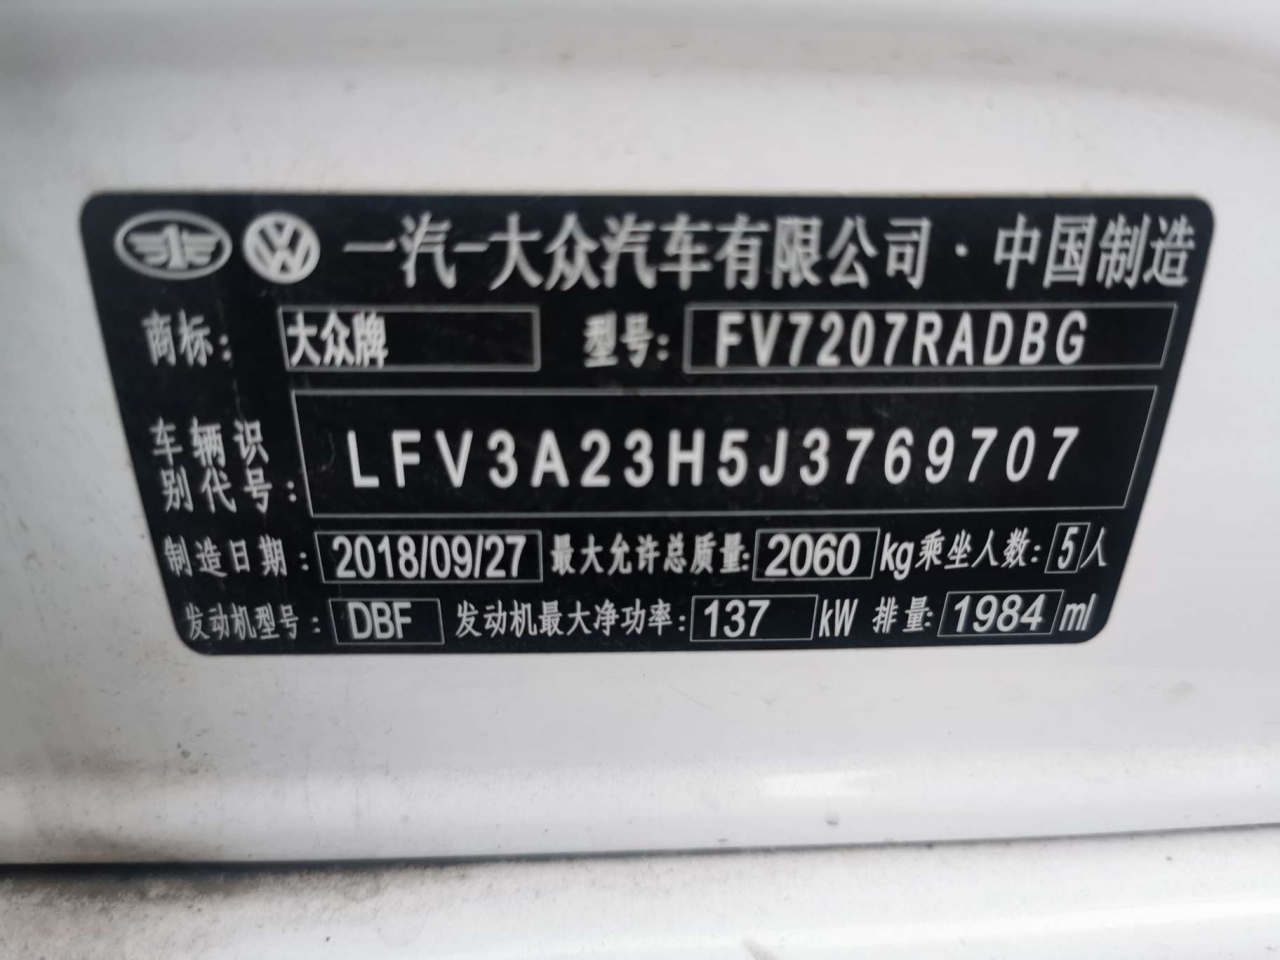 一汽-大众汽车有限公司·中国制造
商标: 大众牌 型号: FV7207RADBG
车辆识别代号: LFV3A23H5J3769707
制造日期: 2018/09/27 最大允许总质量: 2060 kg 乘坐人数: 5 人
发动机型号: DBF 发动机最大净功率: 137 kW 排量: 1984 ml